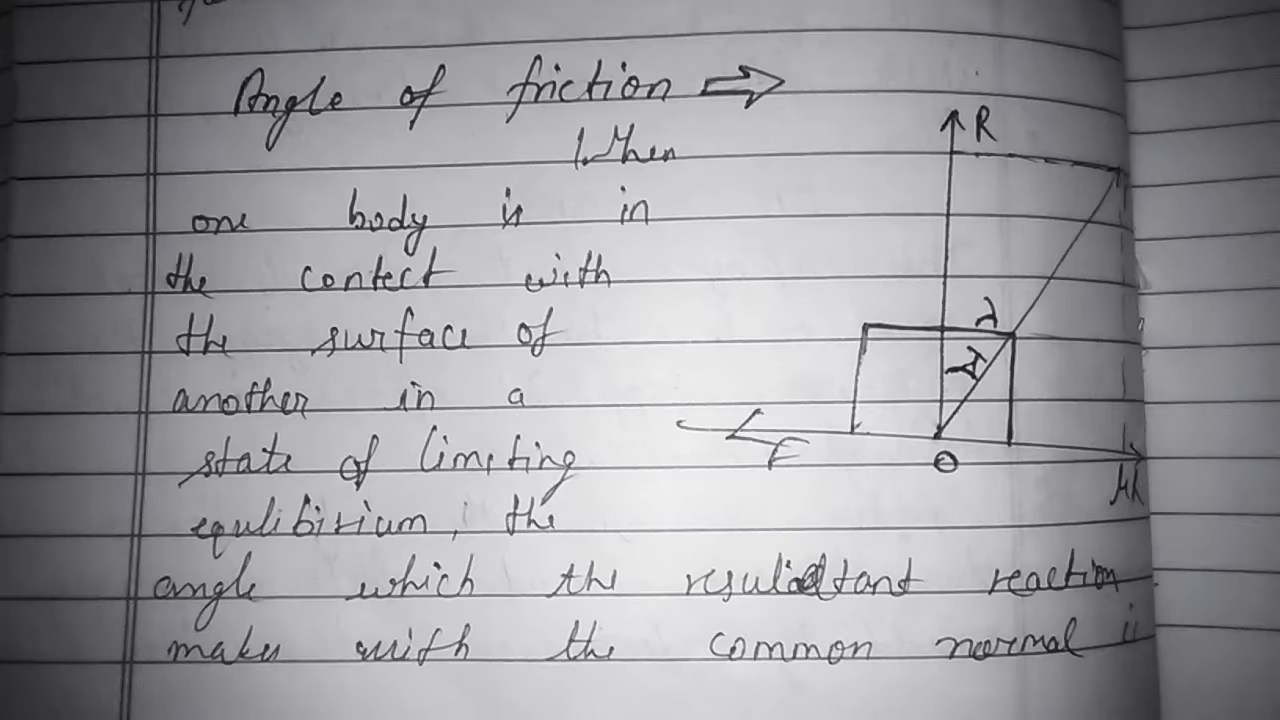 Angle of friction ⇒
When
one body is in
the contect with
the surface of
another in a
state of limiting
equlibirium, the
angle which the resultant reaction
makes with the common normal is
R
λ
F
O
μR